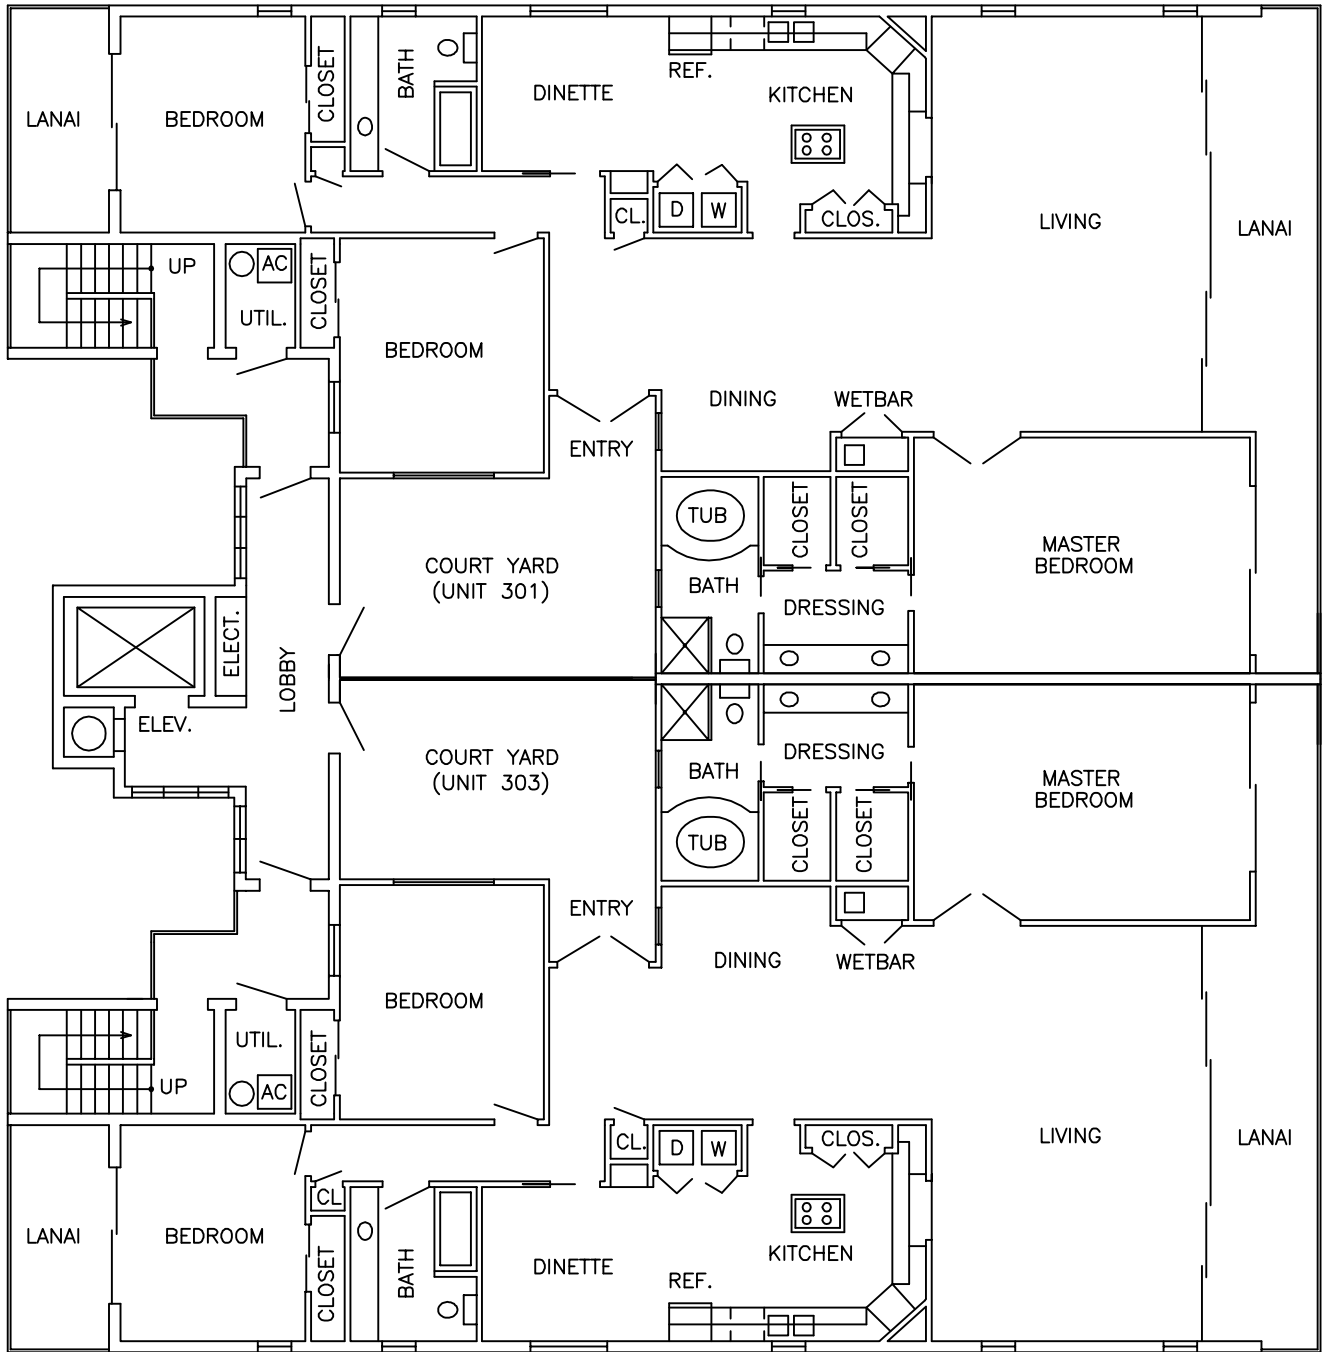 REF.
DINETTE
KITCHEN
CLOSET
BATH
LANAI
BEDROOM
D
W
CL.
CLOS.
LIVING
LANAI
UP
AC
CLOSET
UTIL.
BEDROOM
DINING
WETBAR
ENTRY
TUB
CLOSET
CLOSET
MASTER
BEDROOM
COURT YARD
(UNIT 301)
BATH
DRESSING
ELECT.
LOBBY
ELEV.
COURT YARD
(UNIT 303)
BATH
DRESSING
MASTER
BEDROOM
TUB
CLOSET
CLOSET
ENTRY
DINING
WETBAR
BEDROOM
UTIL.
CLOSET
UP
AC
CL.
D
W
CLOS.
LIVING
LANAI
CL
LANAI
BEDROOM
CLOSET
BATH
DINETTE
REF.
KITCHEN